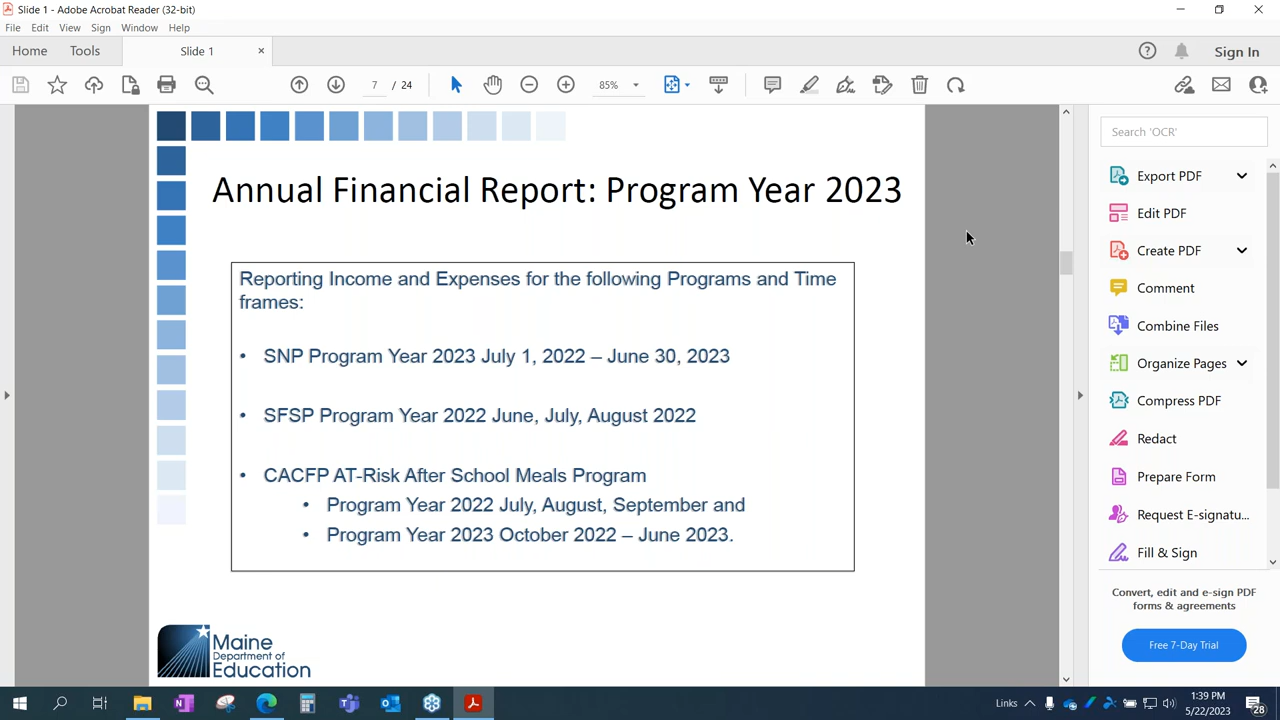 Slide 1 - Adobe Acrobat Reader (32-bit)
File Edit View Sign Window Help
Home Tools Slide 1 × Sign In
7 / 24 85%
Annual Financial Report: Program Year 2023
Reporting Income and Expenses for the following Programs and Time
frames:
• SNP Program Year 2023 July 1, 2022 – June 30, 2023
• SFSP Program Year 2022 June, July, August 2022
• CACFP AT-Risk After School Meals Program
• Program Year 2022 July, August, September and
• Program Year 2023 October 2022 – June 2023.
Maine
Department of
Education
Search 'OCR'
Export PDF
Edit PDF
Create PDF
Comment
Combine Files
Organize Pages
Compress PDF
Redact
Prepare Form
Request E-signatu...
Fill & Sign
Convert, edit and e-sign PDF
forms & agreements
Free 7-Day Trial
Links
1:39 PM
5/22/2023
28